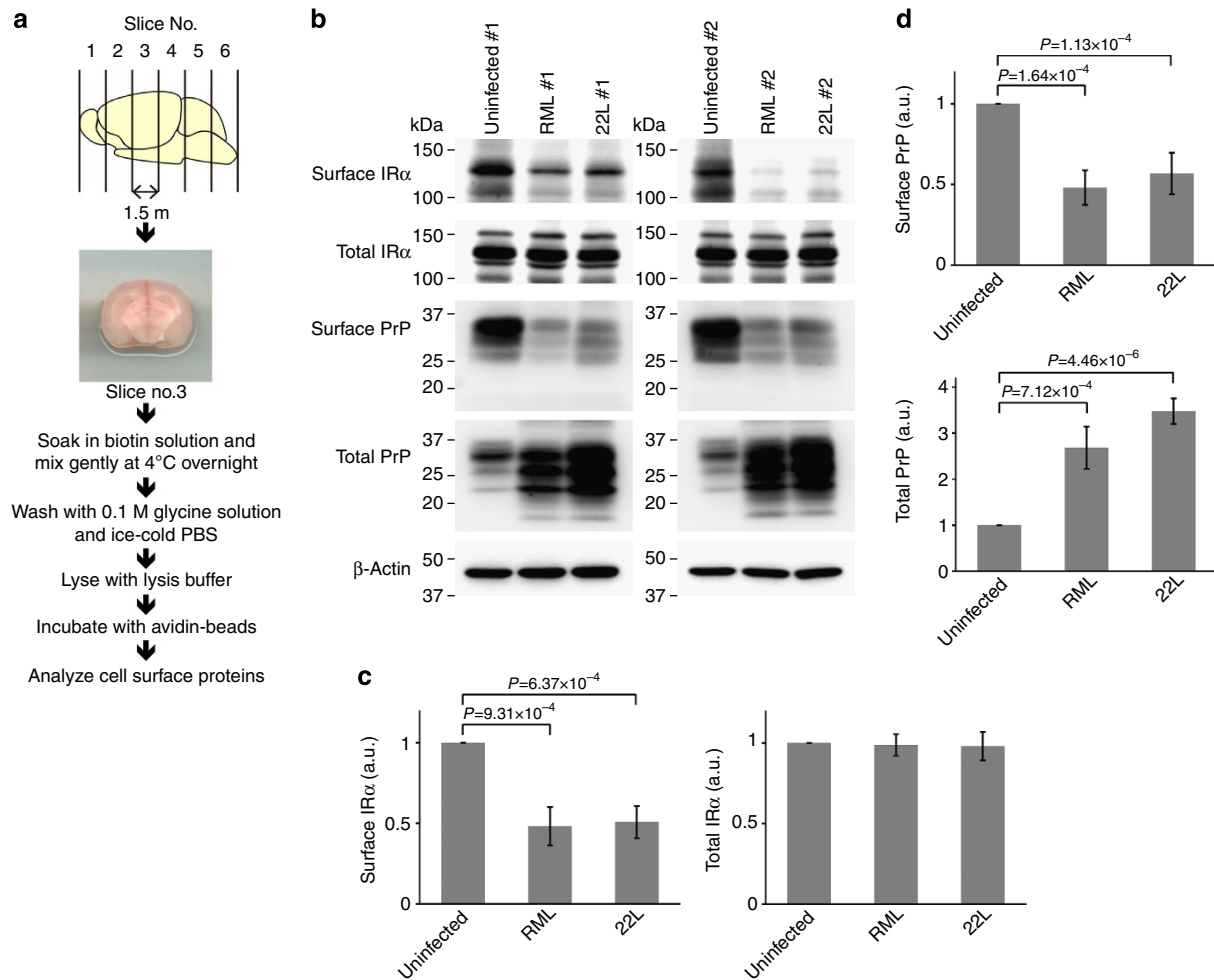 a
Slice No.
1 2 3 4 5 6
1.5 m
Slice no.3
Soak in biotin solution and
mix gently at 4°C overnight
Wash with 0.1 M glycine solution
and ice-cold PBS
Lyse with lysis buffer
Incubate with avidin-beads
Analyze cell surface proteins
b
Uninfected #1
RML #1
22L #1
Uninfected #2
RML #2
22L #2
kDa
kDa
Surface IRα
150
100
150
100
Total IRα
150
100
150
100
Surface PrP
37
25
20
37
25
20
Total PrP
37
25
20
37
25
20
β-Actin
50
37
50
37
c
P=6.37×10⁻⁴
P=9.31×10⁻⁴
Surface IRα (a.u.)
1
0.5
0
Uninfected
RML
22L
Total IRα (a.u.)
1
0.5
0
Uninfected
RML
22L
d
P=1.13×10⁻⁴
P=1.64×10⁻⁴
Surface PrP (a.u.)
1
0.5
0
Uninfected
RML
22L
P=4.46×10⁻⁶
P=7.12×10⁻⁴
Total PrP (a.u.)
4
3
2
1
0
Uninfected
RML
22L